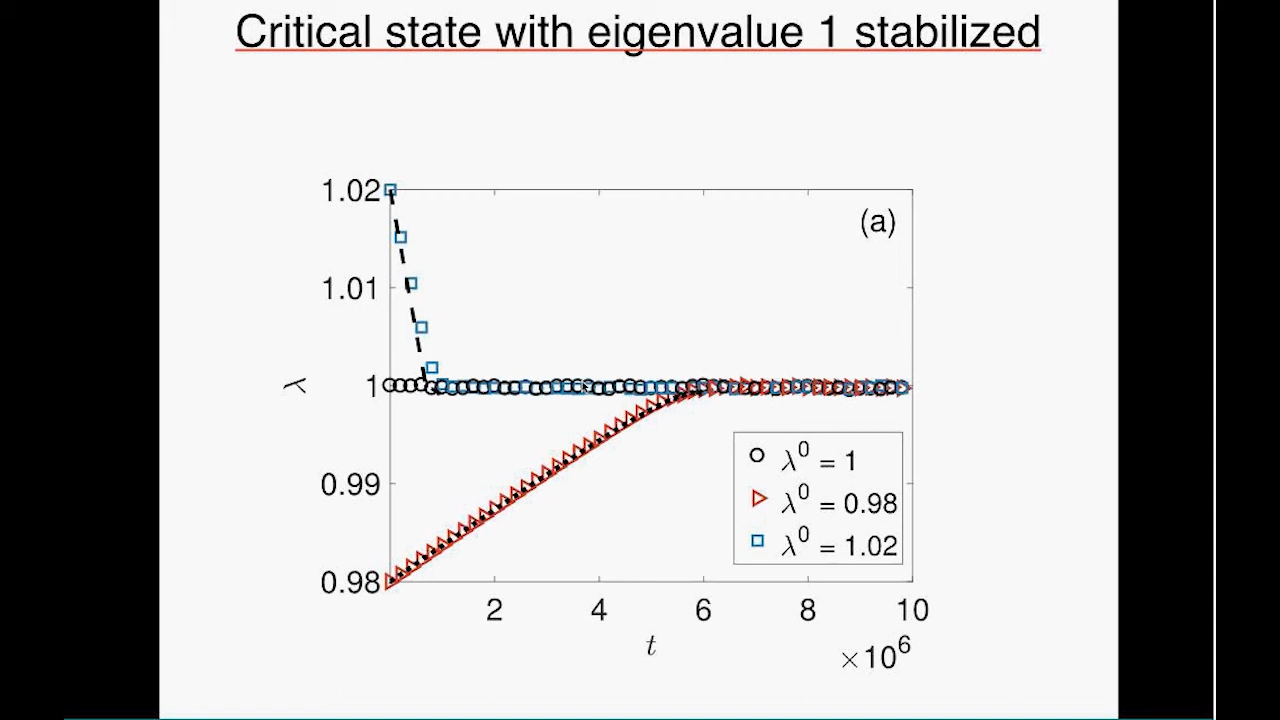 Critical state with eigenvalue 1 stabilized
(a)
1.02
1.01
1
0.99
0.98
λ
λ⁰ = 1
λ⁰ = 0.98
λ⁰ = 1.02
2 4 6 8 10
t
×10⁶